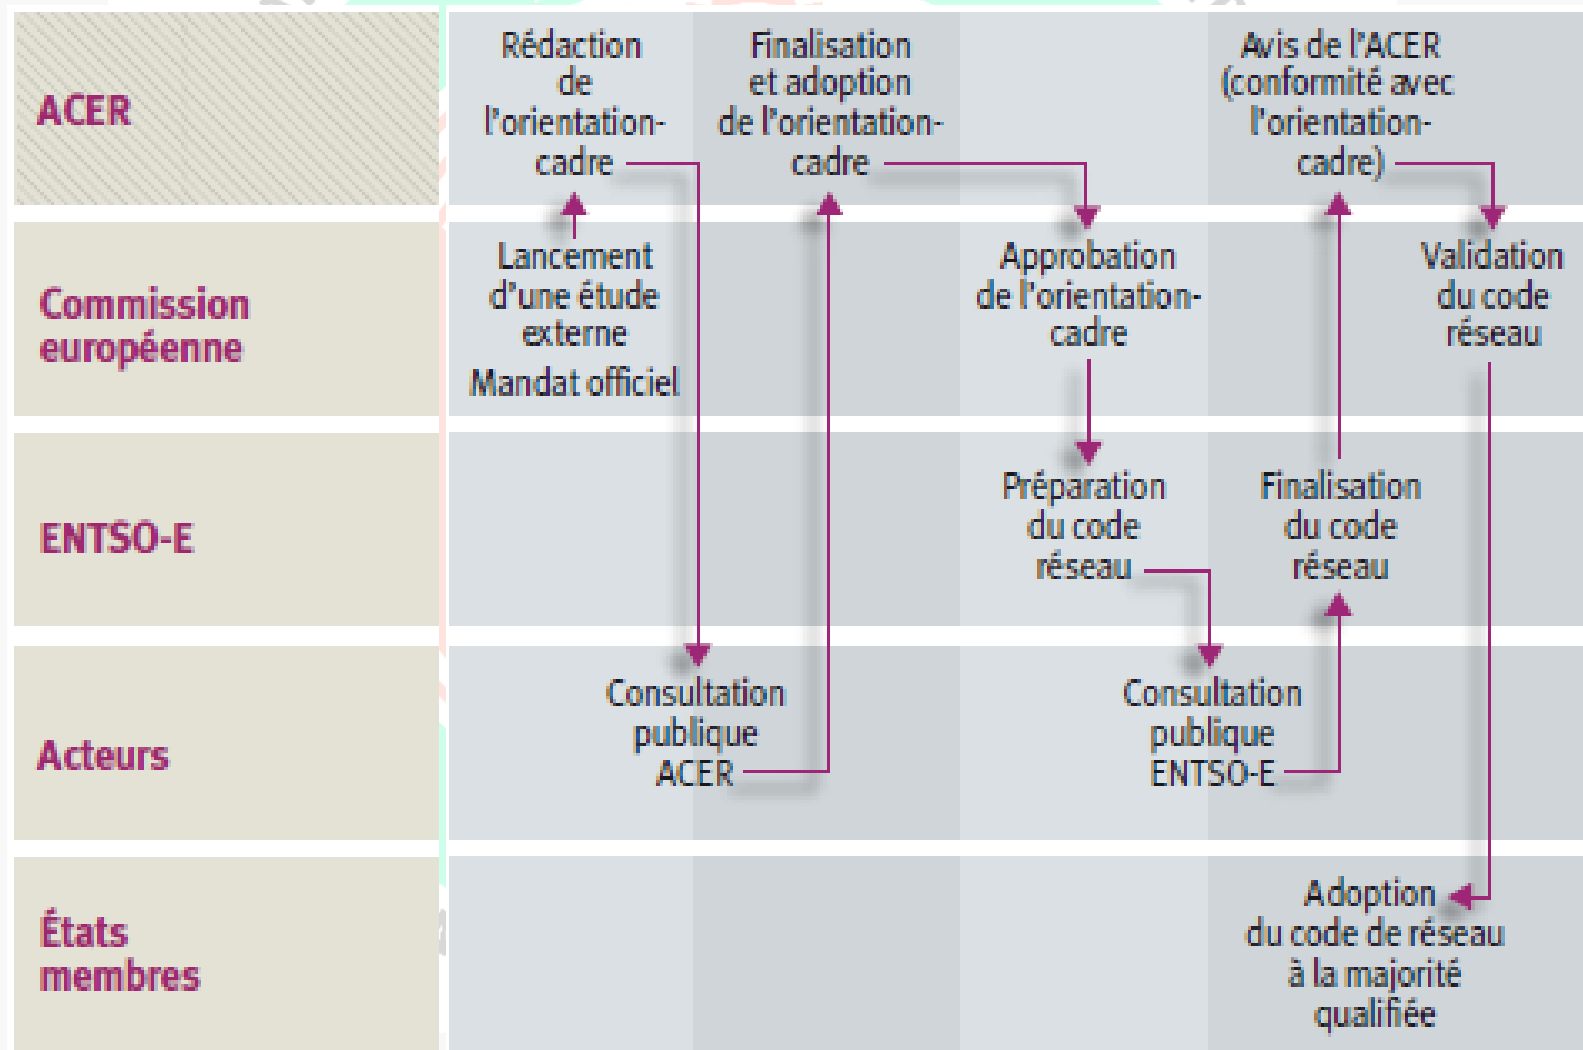 ACER
Rédaction
de
l'orientation-
cadre
Finalisation
et adoption
de l'orientation-
cadre
Avis de l'ACER
(conformité avec
l'orientation-
cadre)
Commission
européenne
Lancement
d'une étude
externe
Mandat officiel
Approbation
de l'orientation-
cadre
Validation
du code
réseau
ENTSO-E
Préparation
du code
réseau
Finalisation
du code
réseau
Acteurs
Consultation
publique
ACER
Consultation
publique
ENTSO-E
États
membres
Adoption
du code de réseau
à la majorité
qualifiée